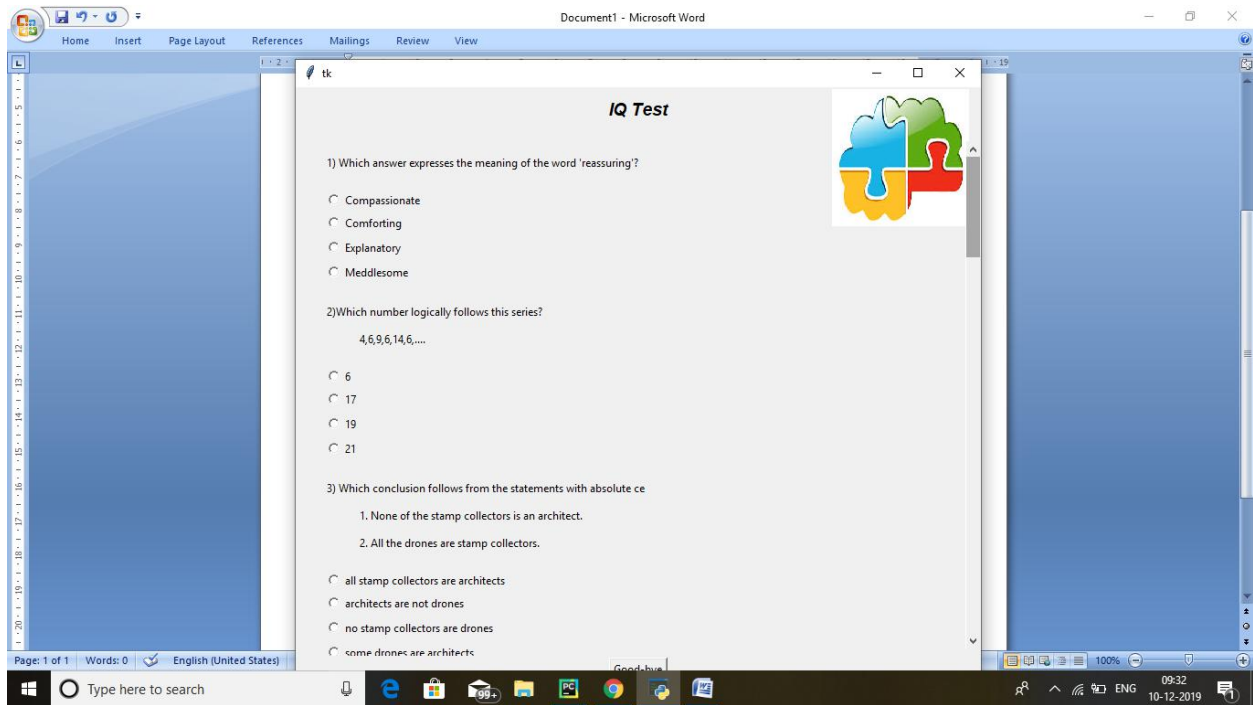 Document1 - Microsoft Word
Home Insert Page Layout References Mailings Review View
tk
IQ Test
1) Which answer expresses the meaning of the word 'reassuring'?
Compassionate
Comforting
Explanatory
Meddlesome
2)Which number logically follows this series?
4,6,9,6,14,6,....
6
17
19
21
3) Which conclusion follows from the statements with absolute ce
1. None of the stamp collectors is an architect.
2. All the drones are stamp collectors.
all stamp collectors are architects
architects are not drones
no stamp collectors are drones
some drones are architects
Good-bye
Page: 1 of 1 Words: 0 English (United States) 100%
Type here to search 99+ PC ENG 09:32
10-12-2019